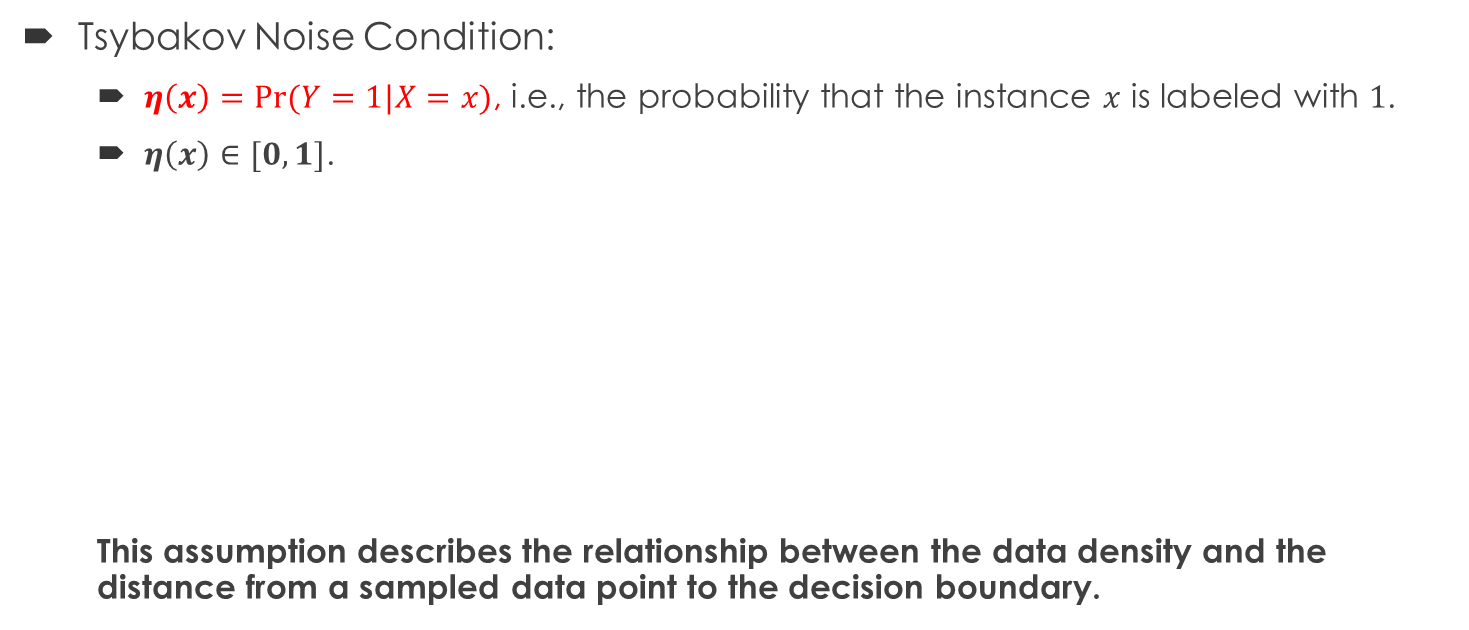 Tsybakov Noise Condition:
η(x) = Pr(Y = 1|X = x), i.e., the probability that the instance x is labeled with 1.
η(x) ∈ [0, 1].
This assumption describes the relationship between the data density and the
distance from a sampled data point to the decision boundary.